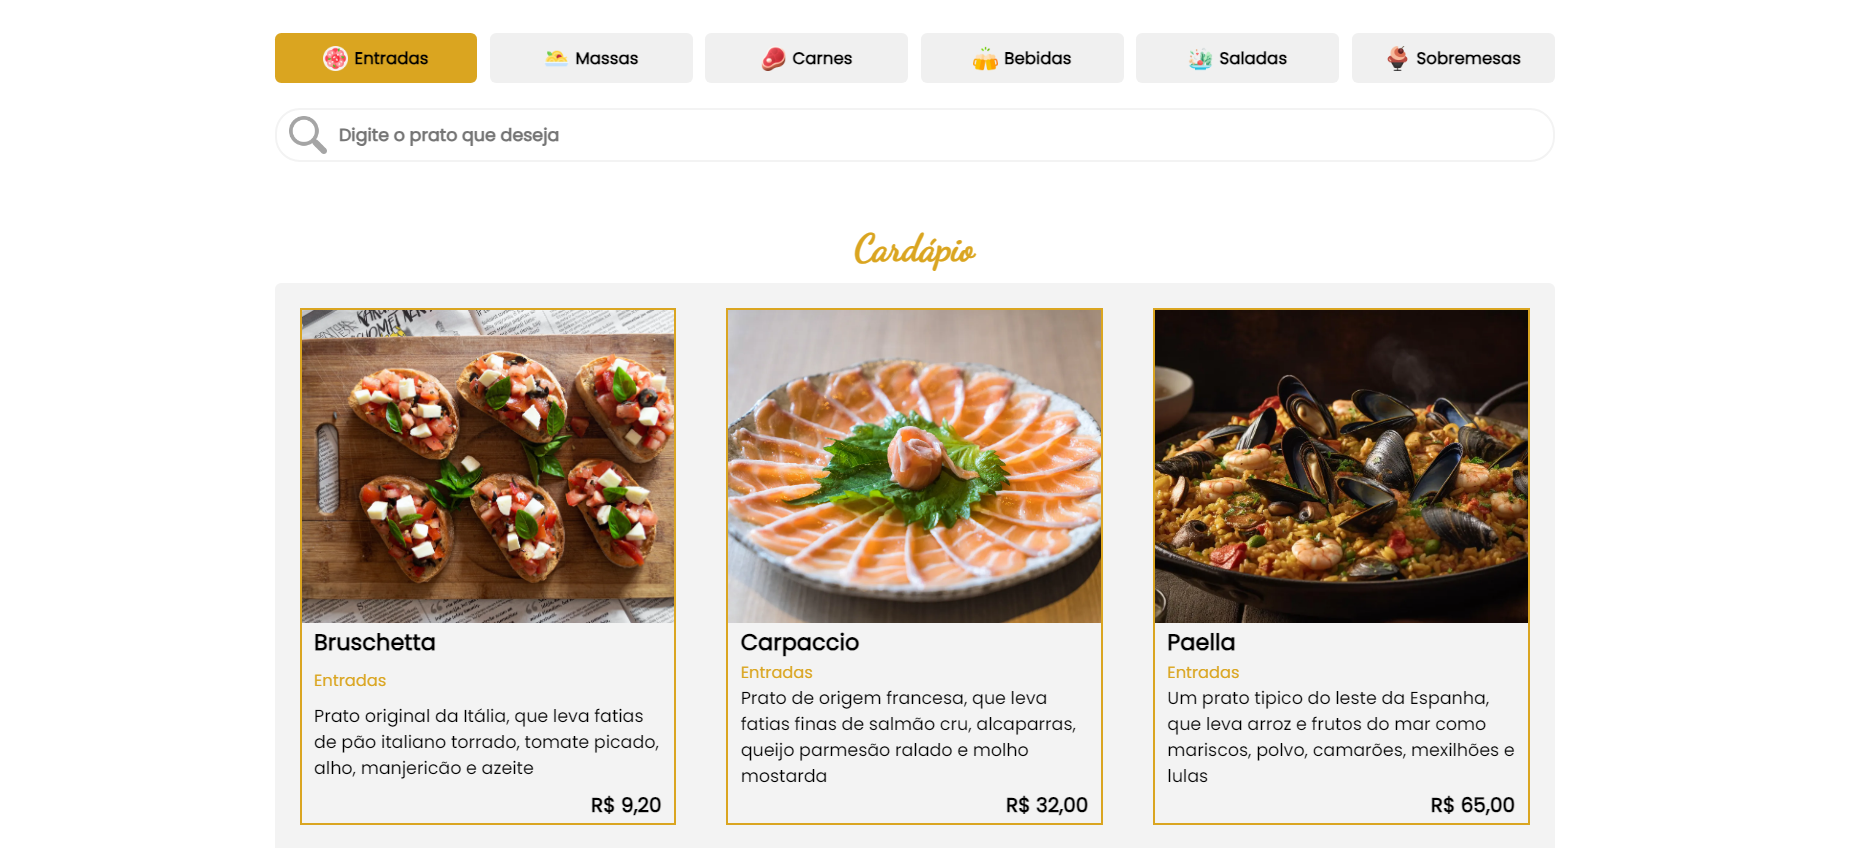 Entradas
Massas
Carnes
Bebidas
Saladas
Sobremesas
Digite o prato que deseja
Cardápio
Bruschetta
Entradas
Prato original da Itália, que leva fatias
de pão italiano torrado, tomate picado,
alho, manjericão e azeite
R$ 9,20
Carpaccio
Entradas
Prato de origem francesa, que leva
fatias finas de salmão cru, alcaparras,
queijo parmesão ralado e molho
mostarda
R$ 32,00
Paella
Entradas
Um prato tipico do leste da Espanha,
que leva arroz e frutos do mar como
mariscos, polvo, camarões, mexilhões e
lulas
R$ 65,00